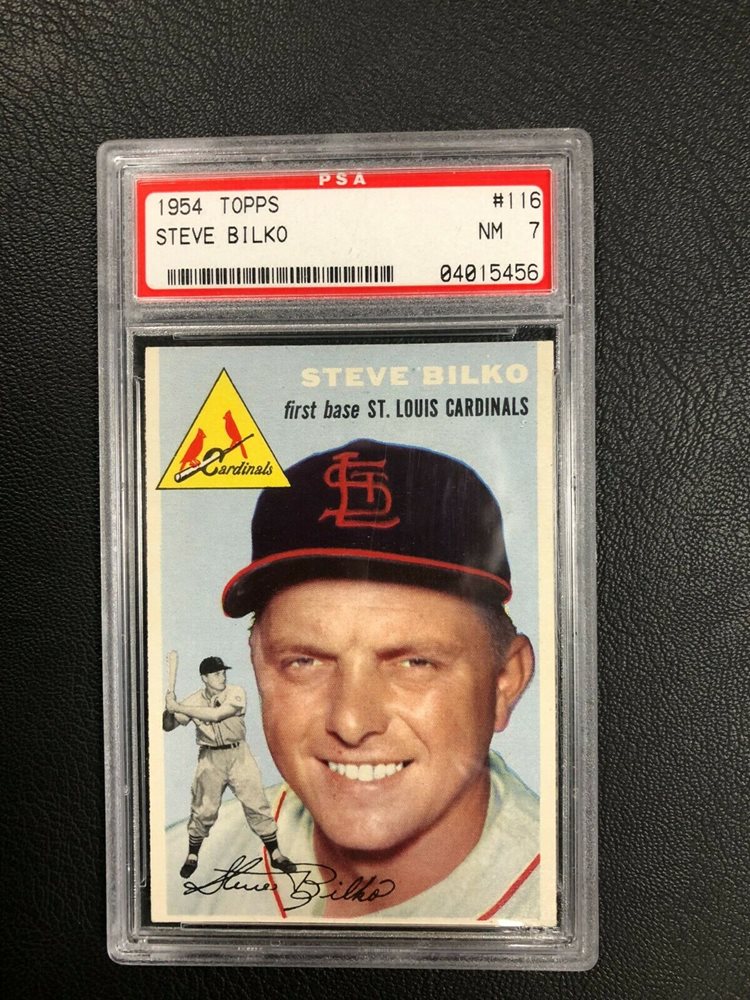 PSA
1954 TOPPS #116
STEVE BILKO NM 7
04015456
STEVE BILKO
first base ST. LOUIS CARDINALS
Cardinals
STL
Steve Bilko